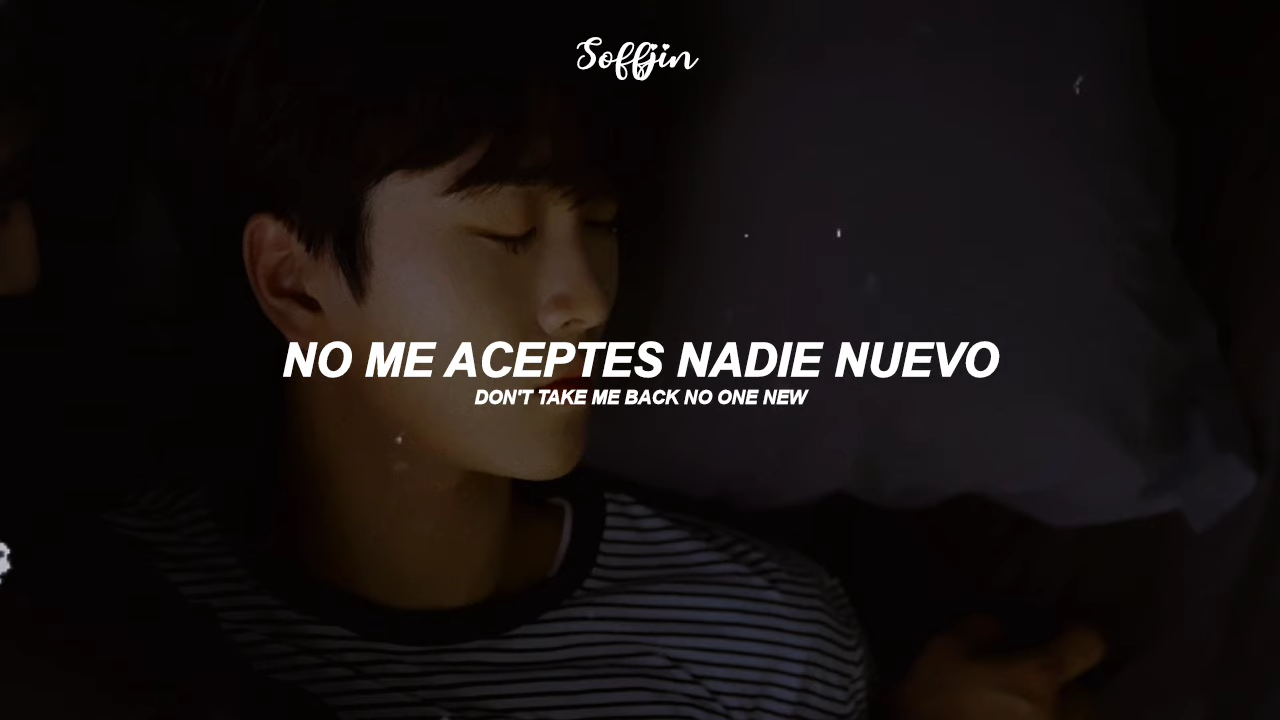 Soffjin
NO ME ACEPTES NADIE NUEVO
DON'T TAKE ME BACK NO ONE NEW